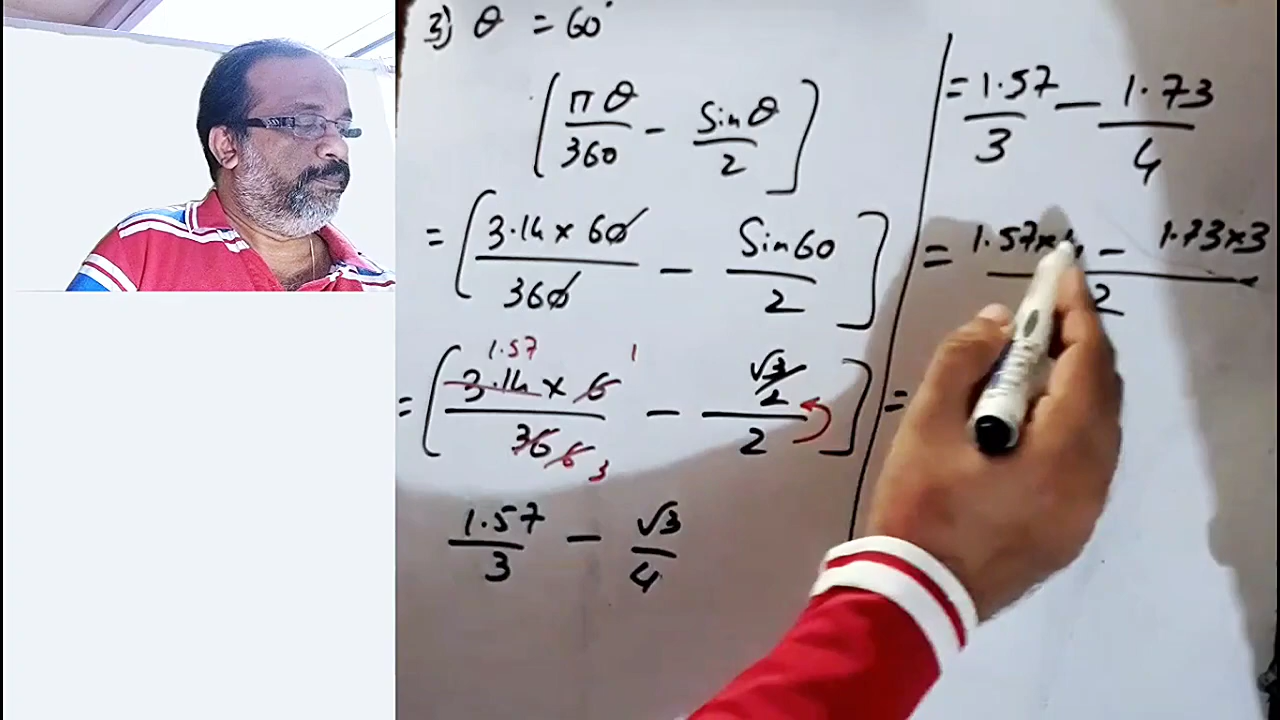 3) θ = 60°
[πθ/360 - Sinθ/2]
= [3.14 × 60/360 - Sin60/2]
1.57 1
= [3.14 × 6/36 6 3 - √3/2/2]
1.57/3 - √3/4
= 1.57/3 - 1.73/4
= 1.57×4 - 1.73×3
=